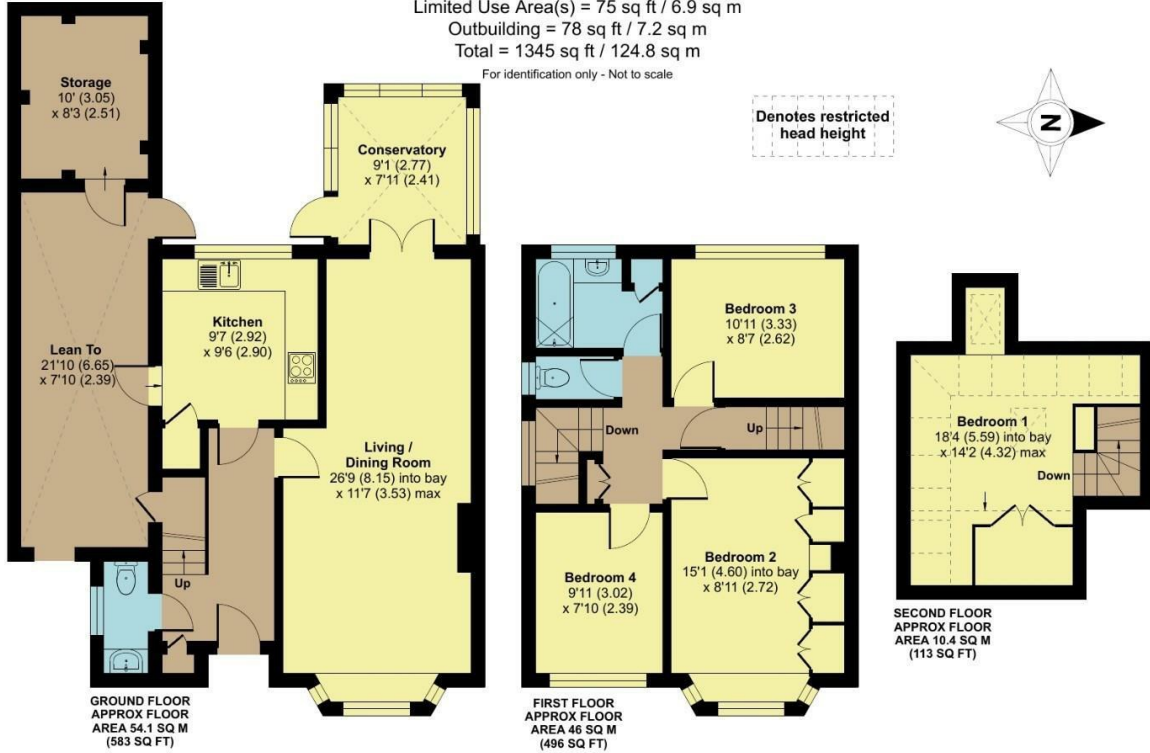 Limited Use Area(s) = 75 sq ft / 6.9 sq m
Outbuilding = 78 sq ft / 7.2 sq m
Total = 1345 sq ft / 124.8 sq m
For identification only - Not to scale
Denotes restricted
head height
N
Storage
10' (3.05)
x 8'3 (2.51)
Conservatory
9'1 (2.77)
x 7'11 (2.41)
Kitchen
9'7 (2.92)
x 9'6 (2.90)
Lean To
21'10 (6.65)
x 7'10 (2.39)
Living /
Dining Room
26'9 (8.15) into bay
x 11'7 (3.53) max
Up
GROUND FLOOR
APPROX FLOOR
AREA 54.1 SQ M
(583 SQ FT)
Bedroom 3
10'11 (3.33)
x 8'7 (2.62)
Down
Up
Bedroom 2
15'1 (4.60) into bay
x 8'11 (2.72)
Bedroom 4
9'11 (3.02)
x 7'10 (2.39)
FIRST FLOOR
APPROX FLOOR
AREA 46 SQ M
(496 SQ FT)
Bedroom 1
18'4 (5.59) into bay
x 14'2 (4.32) max
Down
SECOND FLOOR
APPROX FLOOR
AREA 10.4 SQ M
(113 SQ FT)